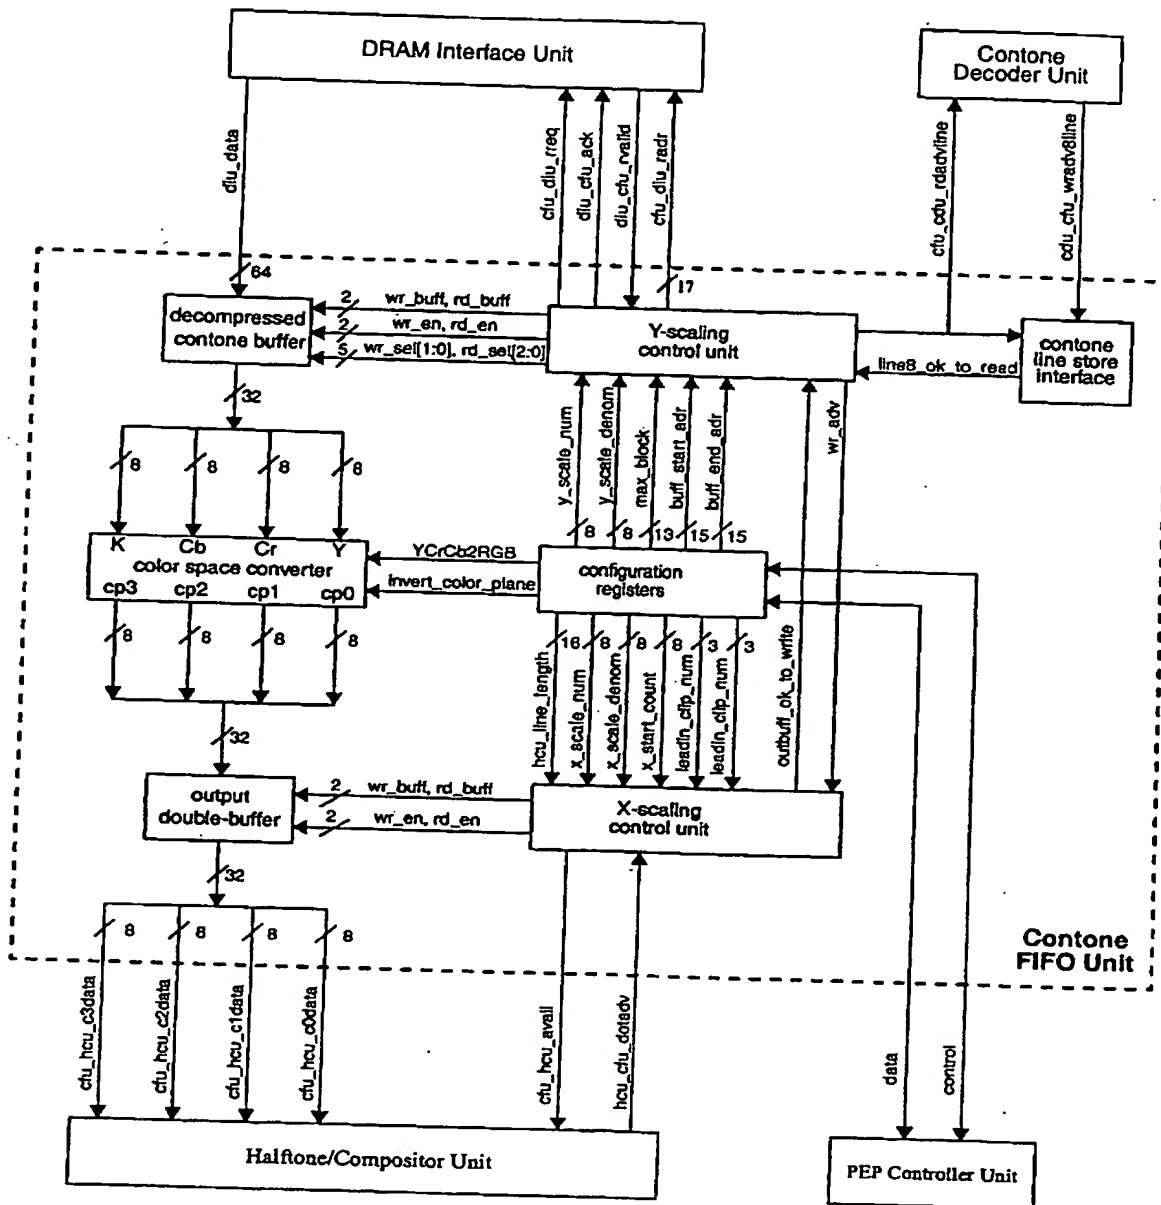 DRAM Interface Unit
Contone
Decoder Unit
diu_data
cfu_diu_rreq
diu_cfu_ack
diu_cfu_rvalid
cfu_diu_radr
cfu_cdu_rdadvline
cdu_cfu_wradv8line
64
17
decompressed
contone buffer
2
wr_buff, rd_buff
2
wr_en, rd_en
5
wr_sel[1:0], rd_sel[2:0]
Y-scaling
control unit
line8_ok_to_read
contone
line store
interface
32
8
8
8
8
y_scale_num
y_scale_denom
max_block
buff_start_adr
buff_end_adr
wr_adv
8
8
13
15
15
K
Cb
Cr
Y
color space converter
cp3
cp2
cp1
cp0
YCrCb2RGB
invert_color_plane
configuration
registers
8
8
8
8
16
8
8
8
3
3
hcu_line_length
x_scale_num
x_scale_denom
x_start_count
leadin_clip_num
leadin_clip_num
outbuff_ok_to_write
32
output
double-buffer
2
wr_buff, rd_buff
2
wr_en, rd_en
X-scaling
control unit
32
8
8
8
8
Contone
FIFO Unit
cfu_hcu_c3data
cfu_hcu_c2data
cfu_hcu_c1data
cfu_hcu_c0data
cfu_hcu_avail
hcu_cfu_dotadv
data
control
Halftone/Compositor Unit
PEP Controller Unit